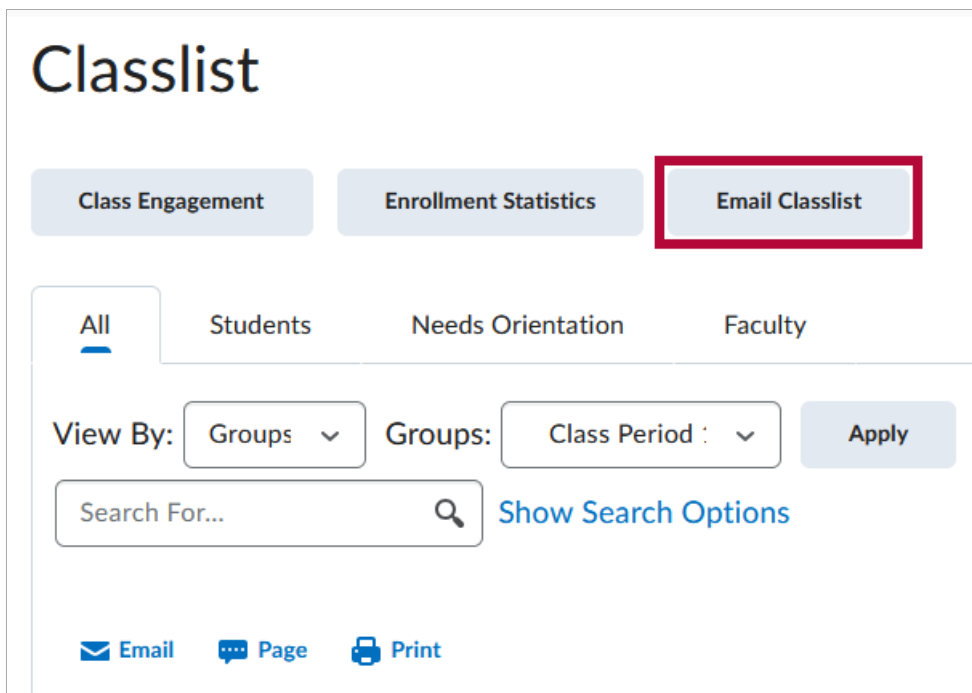 Classlist
Class Engagement Enrollment Statistics Email Classlist
All Students Needs Orientation Faculty
View By: Groups Groups: Class Period Apply
Search For... Show Search Options
Email Page Print